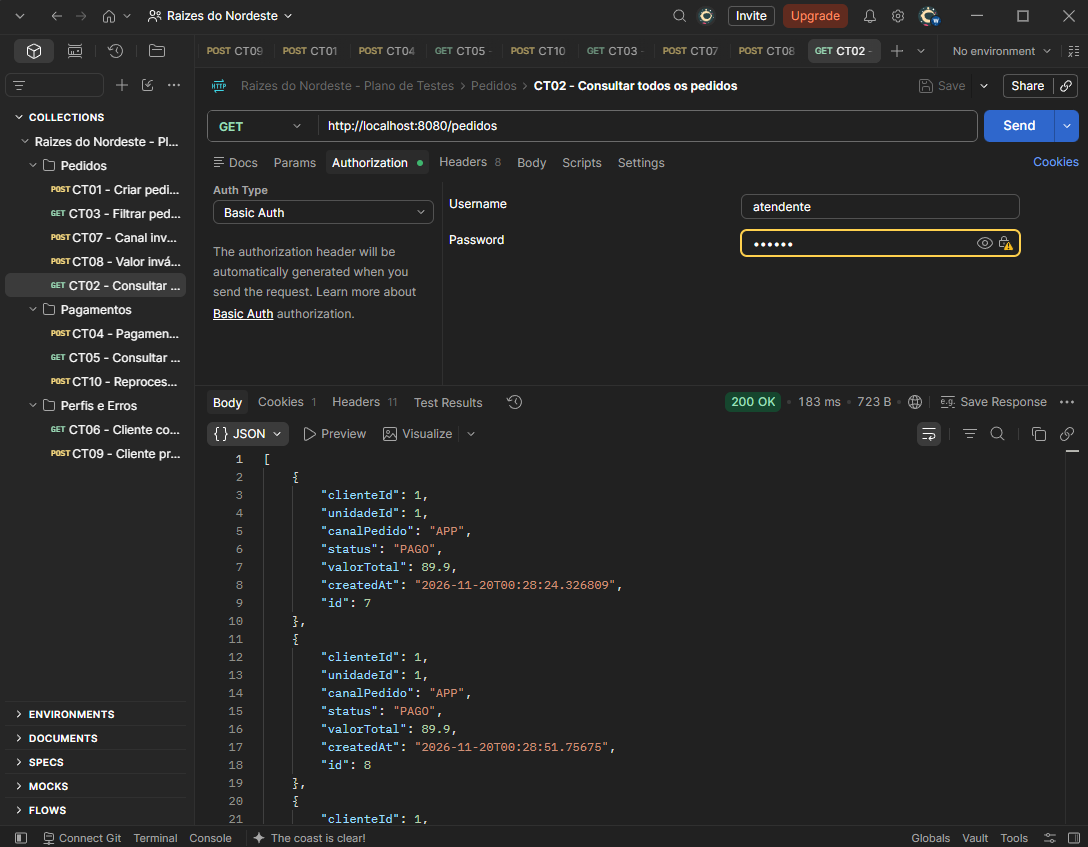 Raizes do Nordeste
Invite
Upgrade
POST CT09
POST CT01
POST CT04
GET CT05 -
POST CT10
GET CT03 -
POST CT07
POST CT08
GET CT02 -
No environment
HTTP
Raizes do Nordeste - Plano de Testes > Pedidos > CT02 - Consultar todos os pedidos
Save
Share
COLLECTIONS
Raizes do Nordeste - Pl...
Pedidos
POST CT01 - Criar pedi...
GET CT03 - Filtrar ped...
POST CT07 - Canal inv...
POST CT08 - Valor invá...
GET CT02 - Consultar ...
Pagamentos
POST CT04 - Pagamen...
GET CT05 - Consultar ...
POST CT10 - Reproces...
Perfis e Erros
GET CT06 - Cliente co...
POST CT09 - Cliente pr...
ENVIRONMENTS
DOCUMENTS
SPECS
MOCKS
FLOWS
GET
http://localhost:8080/pedidos
Send
Docs
Params
Authorization
Headers 8
Body
Scripts
Settings
Cookies
Auth Type
Basic Auth
The authorization header will be
automatically generated when you
send the request. Learn more about
Basic Auth authorization.
Username
atendente
Password
••••••
Body
Cookies 1
Headers 11
Test Results
200 OK • 183 ms • 723 B
e.g. Save Response
{ } JSON
Preview
Visualize
1 [
2 {
3 "clienteId": 1,
4 "unidadeId": 1,
5 "canalPedido": "APP",
6 "status": "PAGO",
7 "valorTotal": 89.9,
8 "createdAt": "2026-11-20T00:28:24.326809",
9 "id": 7
10 },
11 {
12 "clienteId": 1,
13 "unidadeId": 1,
14 "canalPedido": "APP",
15 "status": "PAGO",
16 "valorTotal": 89.9,
17 "createdAt": "2026-11-20T00:28:51.75675",
18 "id": 8
19 },
20 {
21 "clienteId": 1,
Connect Git
Terminal
Console
The coast is clear!
Globals
Vault
Tools